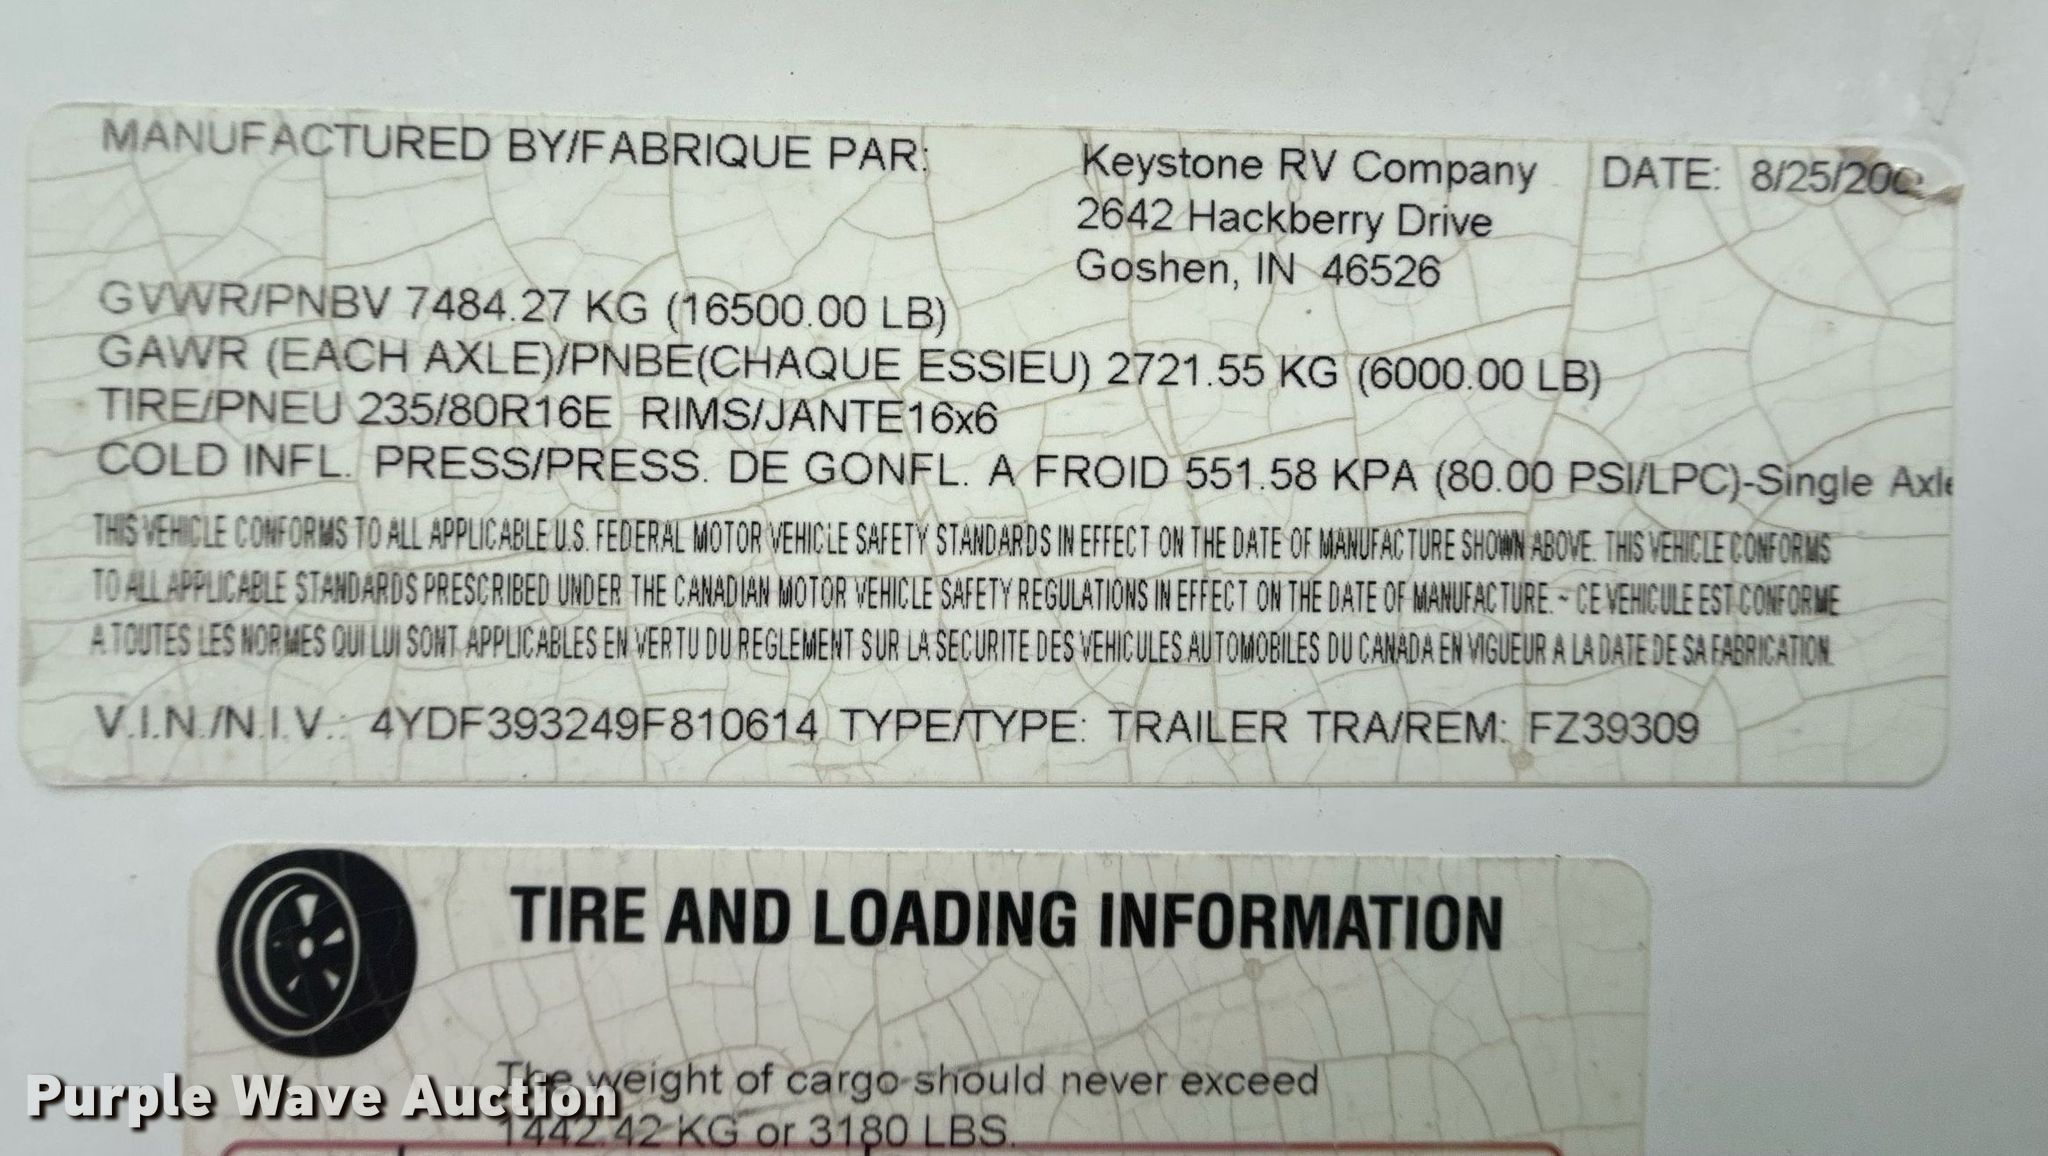 MANUFACTURED BY/FABRIQUE PAR: Keystone RV Company DATE: 8/25/200
2642 Hackberry Drive
Goshen, IN 46526
GVWR/PNBV 7484.27 KG (16500.00 LB)
GAWR (EACH AXLE)/PNBE(CHAQUE ESSIEU) 2721.55 KG (6000.00 LB)
TIRE/PNEU 235/80R16E RIMS/JANTE16x6
COLD INFL. PRESS/PRESS. DE GONFL. A FROID 551.58 KPA (80.00 PSI/LPC)-Single Axle
THIS VEHICLE CONFORMS TO ALL APPLICABLE U.S. FEDERAL MOTOR VEHICLE SAFETY STANDARDS IN EFFECT ON THE DATE OF MANUFACTURE SHOWN ABOVE. THIS VEHICLE CONFORMS
TO ALL APPLICABLE STANDARDS PRESCRIBED UNDER THE CANADIAN MOTOR VEHICLE SAFETY REGULATIONS IN EFFECT ON THE DATE OF MANUFACTURE. ~ CE VEHICULE EST CONFORME
A TOUTES LES NORMES QUI LUI SONT APPLICABLES EN VERTU DU REGLEMENT SUR LA SECURITE DES VEHICULES AUTOMOBILES DU CANADA EN VIGUEUR A LA DATE DE SA FABRICATION.
V.I.N./N.I.V.: 4YDF393249F810614 TYPE/TYPE: TRAILER TRA/REM: FZ39309
TIRE AND LOADING INFORMATION
The weight of cargo should never exceed
1442.42 KG or 3180 LBS.
Purple Wave Auction